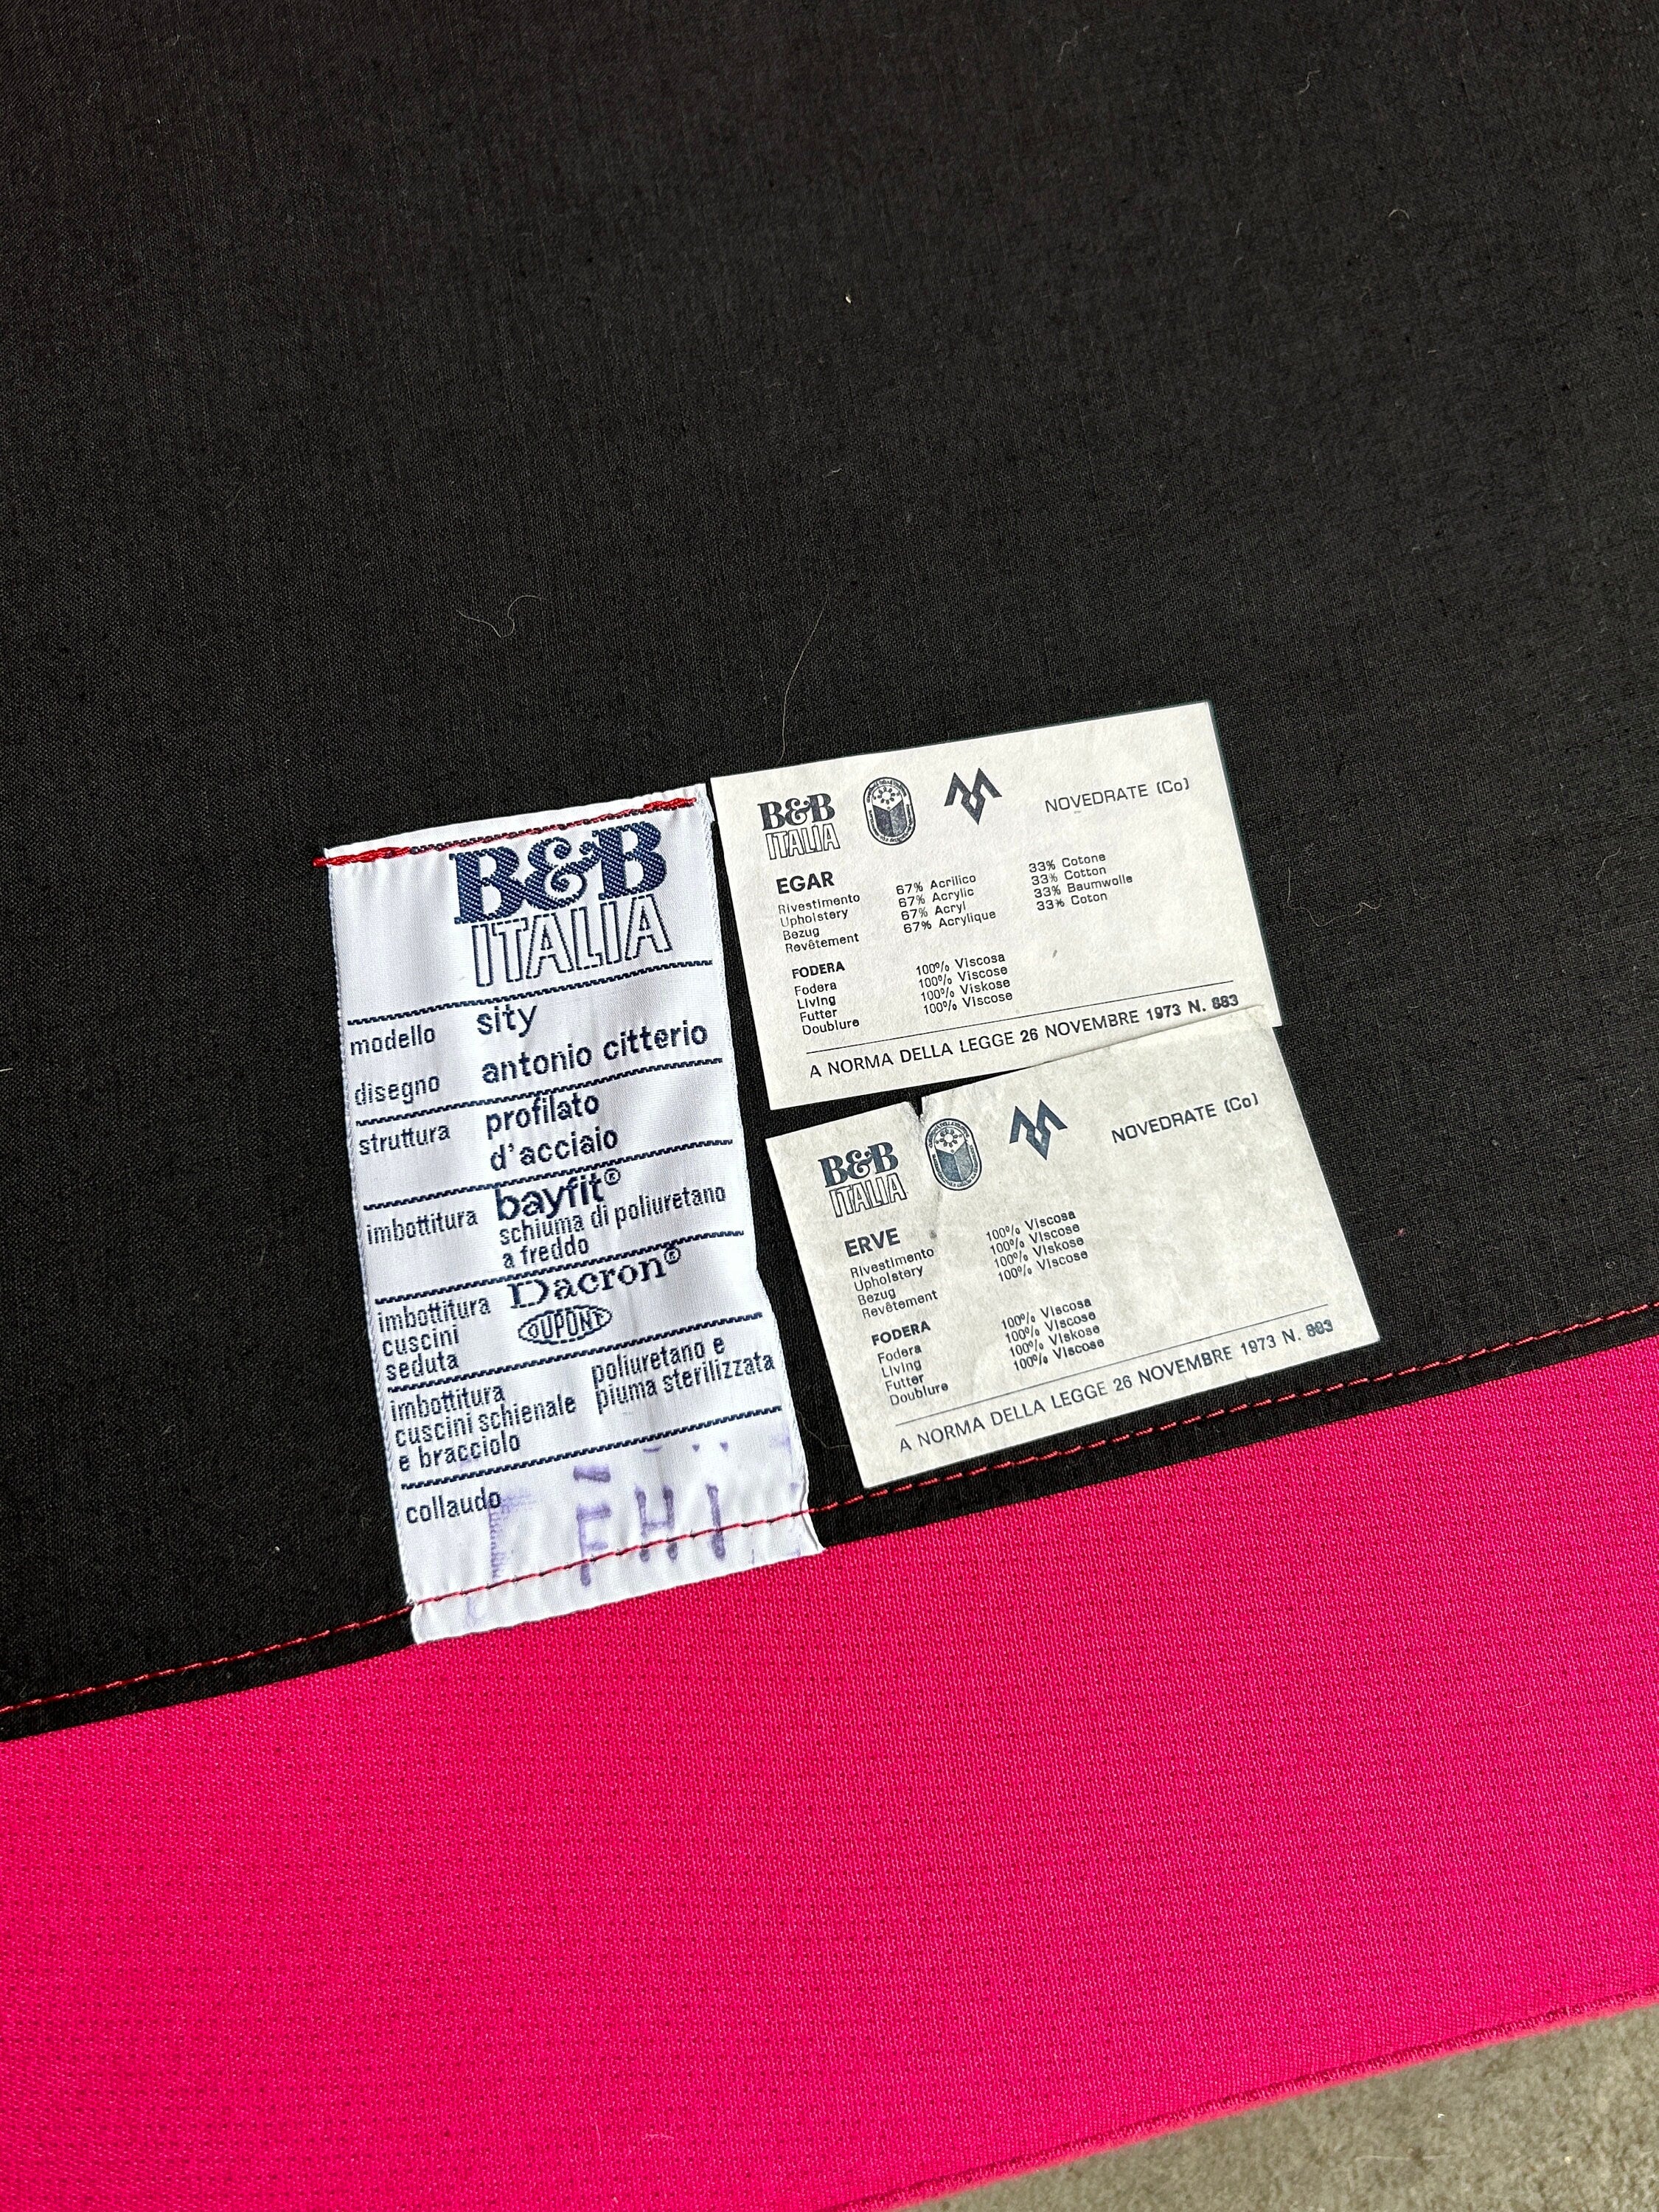 B&B
ITALIA
modello sity
disegno antonio citterio
struttura profilato
d'acciaio
imbottitura bayfit®
schiuma di poliuretano
a freddo
imbottitura Dacron®
cuscini DUPONT
seduta
imbottitura poliuretano e
cuscini schienale piuma sterilizzata
e bracciolo
collaudo
B&B
ITALIA
NOVEDRATE (Co)
EGAR
Rivestimento 67% Acrilico 33% Cotone
Upholstery 67% Acrylic 33% Cotton
Bezug 67% Acryl 33% Baumwolle
Revêtement 67% Acrylique 33% Coton
FODERA
Fodera 100% Viscosa
Living 100% Viscose
Futter 100% Viskose
Doublure 100% Viscose
A NORMA DELLA LEGGE 26 NOVEMBRE 1973 N. 883
B&B
ITALIA
NOVEDRATE (Co)
ERVE
Rivestimento 100% Viscosa
Upholstery 100% Viscose
Bezug 100% Viskose
Revêtement 100% Viscose
FODERA
Fodera 100% Viscosa
Living 100% Viscose
Futter 100% Viskose
Doublure 100% Viscose
A NORMA DELLA LEGGE 26 NOVEMBRE 1973 N. 883